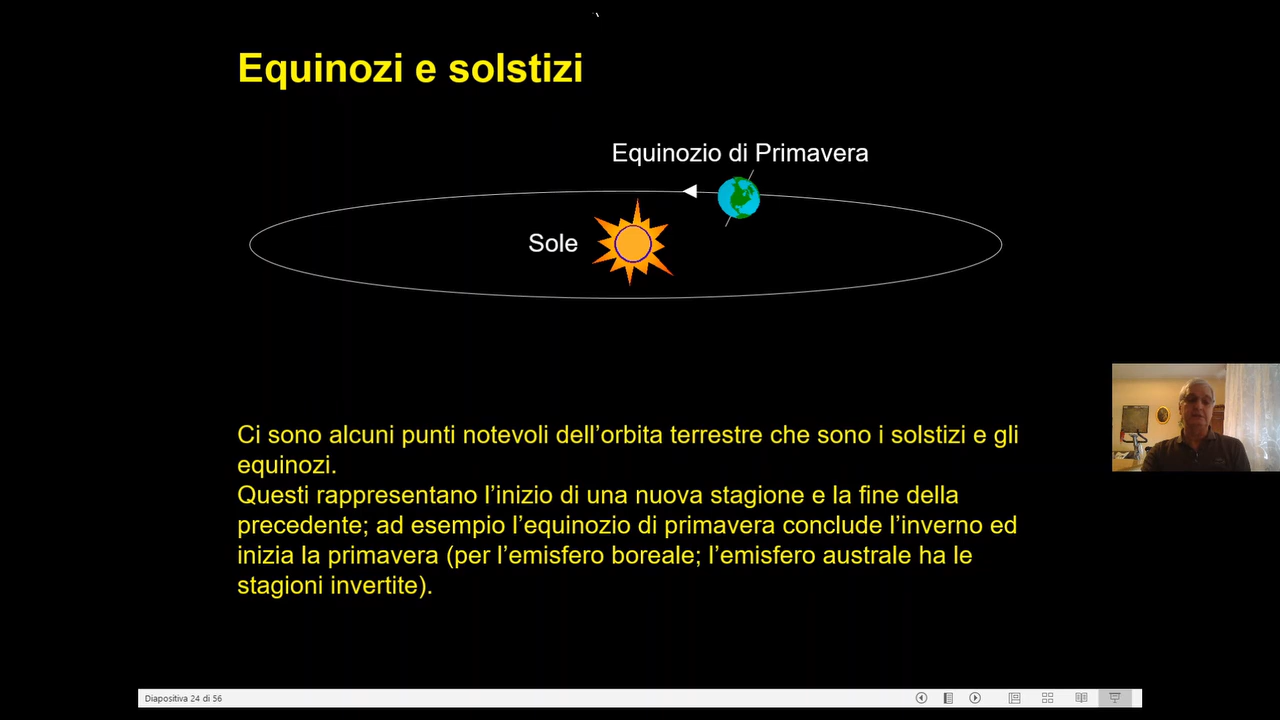 Equinozi e solstizi
Equinozio di Primavera
Sole
Ci sono alcuni punti notevoli dell’orbita terrestre che sono i solstizi e gli
equinozi.
Questi rappresentano l’inizio di una nuova stagione e la fine della
precedente; ad esempio l’equinozio di primavera conclude l’inverno ed
inizia la primavera (per l’emisfero boreale; l’emisfero australe ha le
stagioni invertite).
Diapositiva 24 di 56